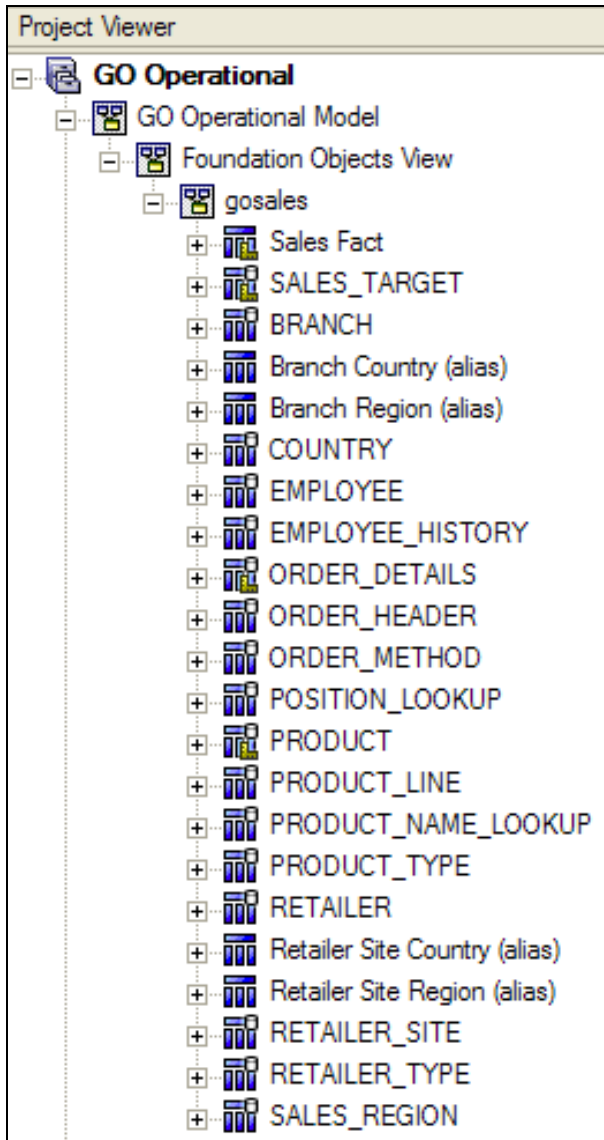 Project Viewer
GO Operational
GO Operational Model
Foundation Objects View
gosales
Sales Fact
SALES_TARGET
BRANCH
Branch Country (alias)
Branch Region (alias)
COUNTRY
EMPLOYEE
EMPLOYEE_HISTORY
ORDER_DETAILS
ORDER_HEADER
ORDER_METHOD
POSITION_LOOKUP
PRODUCT
PRODUCT_LINE
PRODUCT_NAME_LOOKUP
PRODUCT_TYPE
RETAILER
Retailer Site Country (alias)
Retailer Site Region (alias)
RETAILER_SITE
RETAILER_TYPE
SALES_REGION